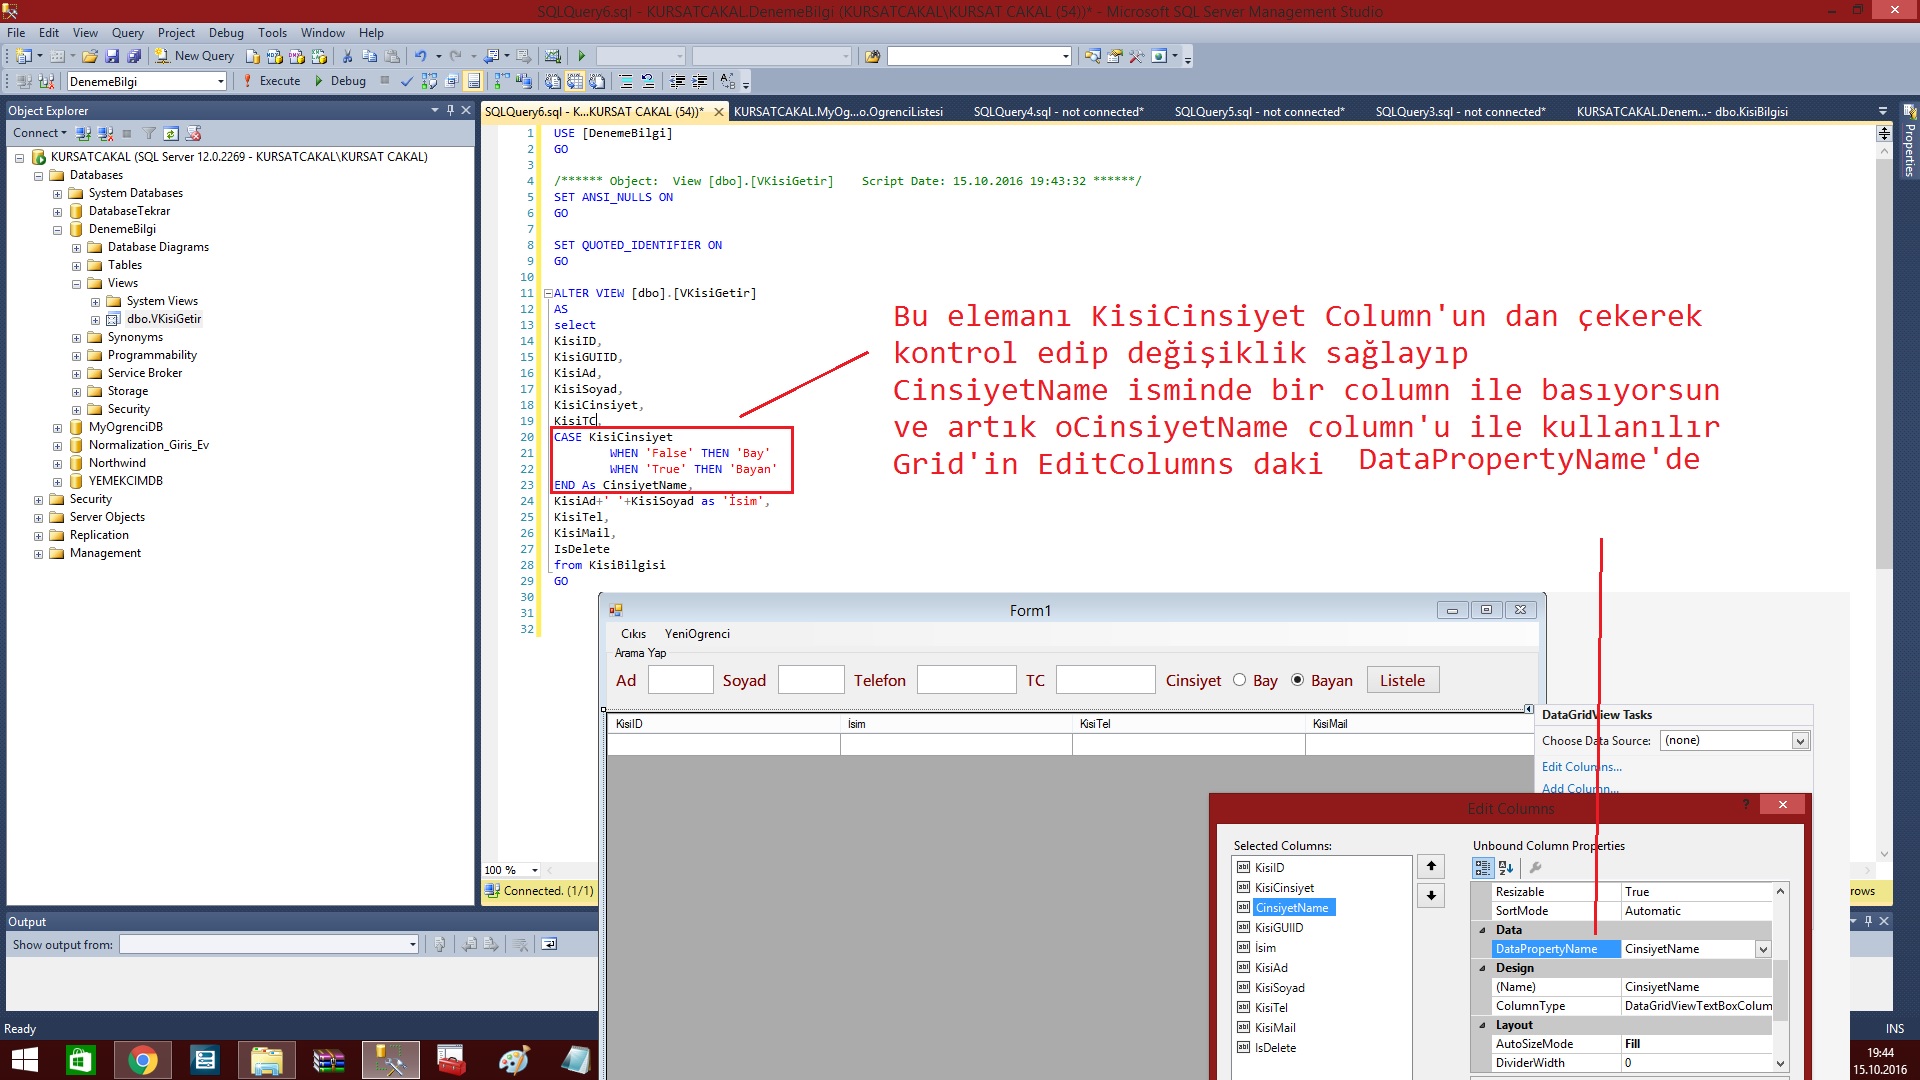 SQLQuery6.sql - KURSATCAKAL.DenemeBilgi (KURSATCAKAL\KURSAT CAKAL (54))* - Microsoft SQL Server Management Studio
File Edit View Query Project Debug Tools Window Help
New Query
DenemeBilgi Execute Debug
Object Explorer
Connect
KURSATCAKAL (SQL Server 12.0.2269 - KURSATCAKAL\KURSAT CAKAL)
Databases
System Databases
DatabaseTekrar
DenemeBilgi
Database Diagrams
Tables
Views
System Views
dbo.VKisiGetir
Synonyms
Programmability
Service Broker
Storage
Security
MyOgrenciDB
Normalization_Giris_Ev
Northwind
YEMEKCIMDB
Security
Server Objects
Replication
Management
SQLQuery6.sql - K...KURSAT CAKAL (54))* KURSATCAKAL.MyOg...o.OgrenciListesi SQLQuery4.sql - not connected* SQLQuery5.sql - not connected* SQLQuery3.sql - not connected* KURSATCAKAL.Denem...- dbo.KisiBilgisi
Properties
1 USE [DenemeBilgi]
2 GO
3
4 /****** Object:  View [dbo].[VKisiGetir]    Script Date: 15.10.2016 19:43:32 ******/
5 SET ANSI_NULLS ON
6 GO
7
8 SET QUOTED_IDENTIFIER ON
9 GO
10
11 ALTER VIEW [dbo].[VKisiGetir]
12 AS
13 select
14 KisiID,
15 KisiGUIID,
16 KisiAd,
17 KisiSoyad,
18 KisiCinsiyet,
19 KisiTC,
20 CASE KisiCinsiyet
21 WHEN 'False' THEN 'Bay'
22 WHEN 'True' THEN 'Bayan'
23 END As CinsiyetName,
24 KisiAd+' '+KisiSoyad as 'İsim',
25 KisiTel,
26 KisiMail,
27 IsDelete
28 from KisiBilgisi
29 GO
30
31
32
Bu elemanı KisiCinsiyet Column'un dan çekerek
kontrol edip değişiklik sağlayıp
CinsiyetName isminde bir column ile basıyorsun
ve artık oCinsiyetName column'u ile kullanılır
Grid'in EditColumns daki DataPropertyName'de
Form1
Cıkıs YeniOgrenci
Arama Yap
Ad Soyad Telefon TC Cinsiyet Bay Bayan Listele
KisiID İsim KisiTel KisiMail
DataGridView Tasks
Choose Data Source: (none)
Edit Columns...
Add Column...
Edit Columns ?
Selected Columns:
KisiID
KisiCinsiyet
CinsiyetName
KisiGUIID
İsim
KisiAd
KisiSoyad
KisiTel
KisiMail
IsDelete
Unbound Column Properties
Resizable True
SortMode Automatic
Data
DataPropertyName CinsiyetName
Design
(Name) CinsiyetName
ColumnType DataGridViewTextBoxColum
Layout
AutoSizeMode Fill
DividerWidth 0
100 %
Connected. (1/1)
rows
Output
Show output from:
Ready
INS
19:44
15.10.2016